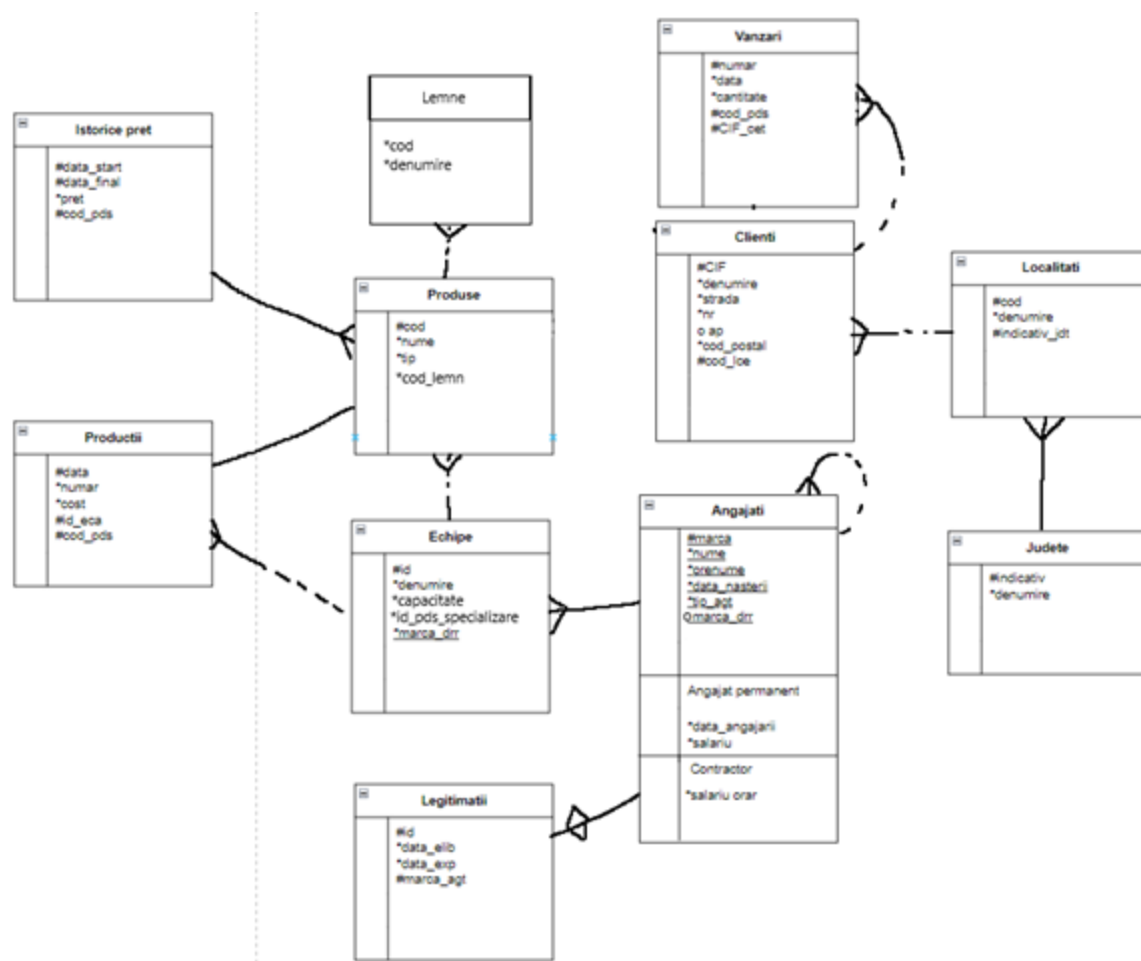 Vanzari
#numar
*data
*cantitate
#cod_pds
#CIF_cet
Lemne
*cod
*denumire
Istorice pret
#data_start
#data_final
*pret
#cod_pds
Clienti
#CIF
*denumire
*strada
*nr
o ap
*cod_postal
#cod_lce
Localitati
#cod
*denumire
#indicativ_jdt
Produse
#cod
*nume
*tip
*cod_lemn
Productii
#data
*numar
*cost
#id_eca
#cod_pds
Echipe
#id
*denumire
*capacitate
*id_pds_specializare
*marca_drr
Angajati
#marca
*nume
*prenume
*data_nasterii
*tip_agt
Omarca_drr
Angajat permanent
*data_angajarii
*salariu
Contractor
*salariu orar
Judete
#indicativ
*denumire
Legitimatii
#id
*data_elib
*data_exp
#marca_agt